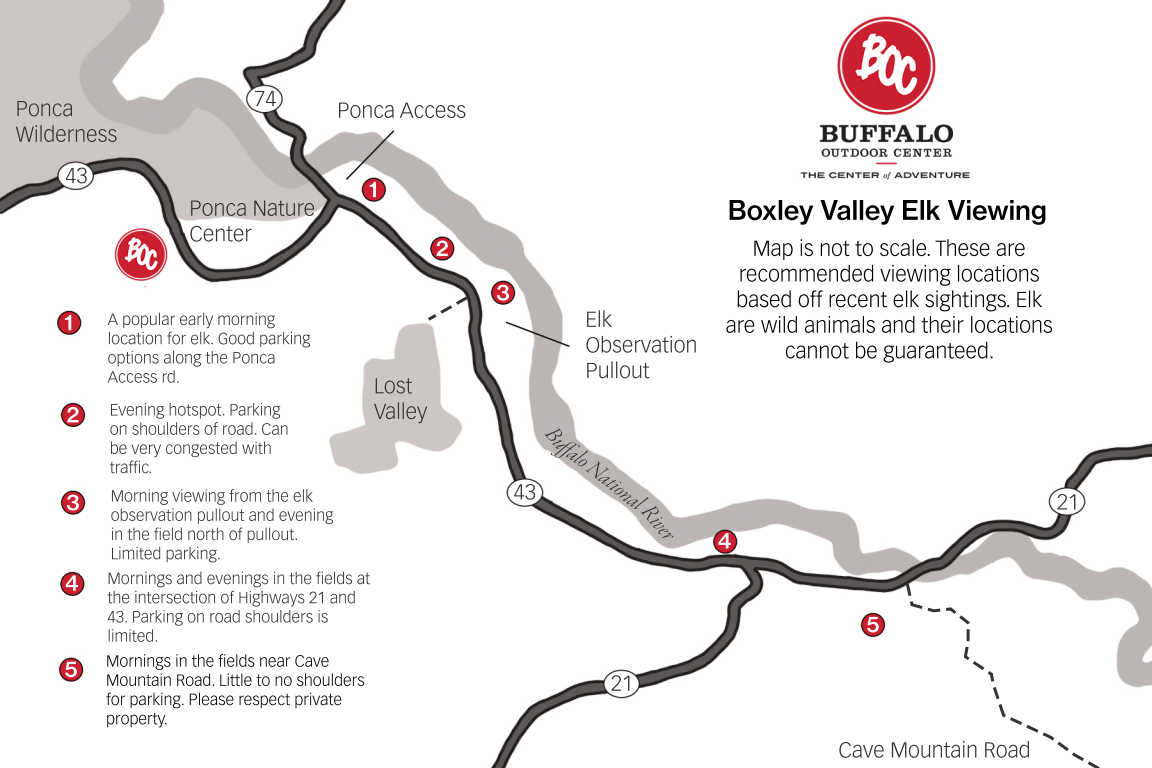 BOC
BUFFALO
OUTDOOR CENTER
THE CENTER of ADVENTURE
Boxley Valley Elk Viewing
Map is not to scale. These are
recommended viewing locations
based off recent elk sightings. Elk
are wild animals and their locations
cannot be guaranteed.
74
Ponca Access
Ponca
Wilderness
43
1
Ponca Nature
Center
BOC
2
3
Elk
Observation
Pullout
Lost
Valley
Buffalo National River
43
21
4
5
21
Cave Mountain Road
1
A popular early morning
location for elk. Good parking
options along the Ponca
Access rd.
2
Evening hotspot. Parking
on shoulders of road. Can
be very congested with
traffic.
3
Morning viewing from the elk
observation pullout and evening
in the field north of pullout.
Limited parking.
4
Mornings and evenings in the fields at
the intersection of Highways 21 and
43. Parking on road shoulders is
limited.
5
Mornings in the fields near Cave
Mountain Road. Little to no shoulders
for parking. Please respect private
property.